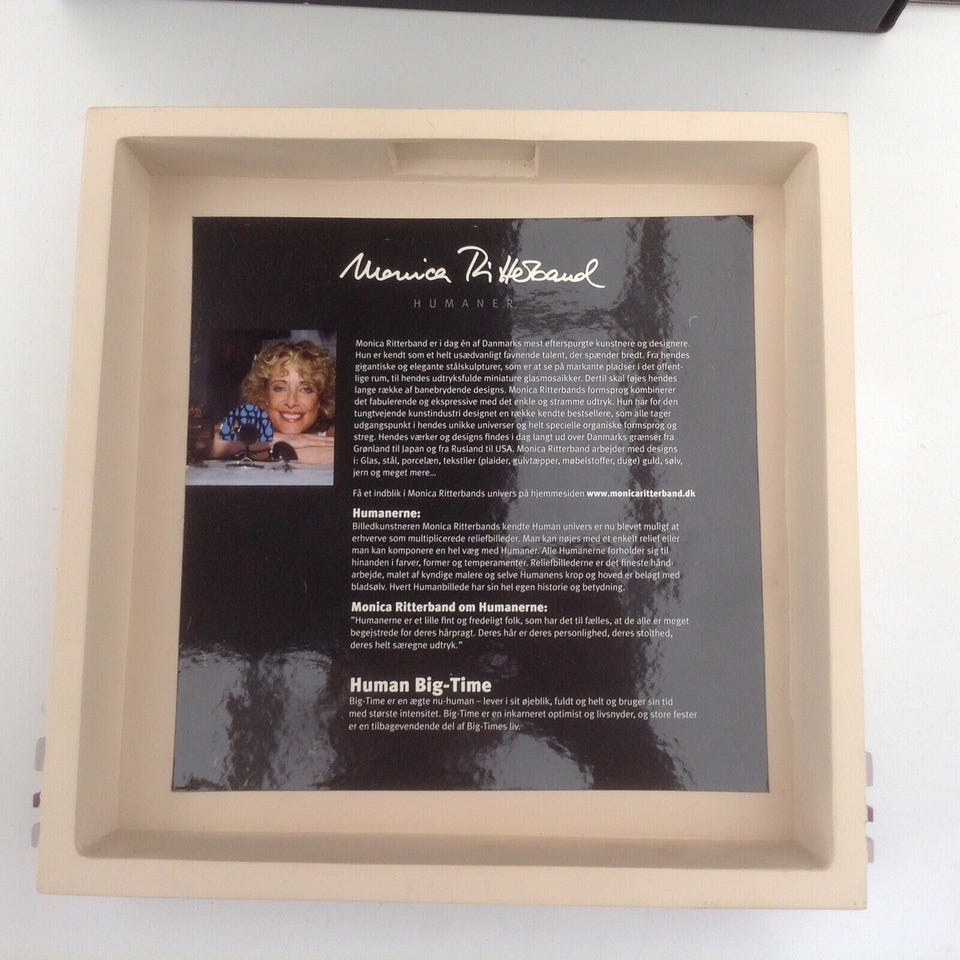 Monica Ritterband
HUMANER
Monica Ritterband er i dag én af Danmarks mest efterspurgte kunstnere og designere.
Hun er kendt som et helt usædvanligt favnende talent, der spænder bredt. Fra hendes
gigantiske og elegante stålskulpturer, som er at se på markante pladser i det offent-
lige rum, til hendes udtryksfulde miniature glasmosaikker. Dertil skal føjes hendes
lange række af banebrydende designs. Monica Ritterbands formsprog kombinerer
det fabulerende og ekspressive med det enkle og stramme udtryk. Hun har for den
tungtvejende kunstindustri designet en række kendte bestsellere, som alle tager
udgangspunkt i hendes unikke univers og helt specielle organiske formsprog og
streg. Hendes værker og designs findes i dag langt ud over Danmarks grænser fra
Grønland til Japan og fra Rusland til USA. Monica Ritterband arbejder med designs
i: Glas, stål, porcelæn, tekstiler (plaider, gulvtæpper, møbelstoffer, duge) guld, sølv,
jern og meget mere...
Få et indblik i Monica Ritterbands univers på hjemmesiden www.monicaritterband.dk
Humanerne:
Billedkunstneren Monica Ritterbands kendte Human univers er nu blevet muligt at
erhverve som multiplicerede reliefbilleder. Man kan nøjes med et enkelt relief eller
man kan komponere en hel væg med Humaner. Alle Humanerne forholder sig til
hinanden i farver, former og temperamenter. Reliefbillederne er det fineste hånd-
arbejde, malet af kyndige malere og selve Humanens krop og hoved er belagt med
bladsølv. Hvert Humanbillede har sin hel egen historie og betydning.
Monica Ritterband om Humanerne:
"Humanerne er et lille fint og fredeligt folk, som har det til fælles, at de alle er meget
begejstrede for deres hårpragt. Deres hår er deres personlighed, deres stolthed,
deres helt særegne udtryk."
Human Big-Time
Big-Time er en ægte nu-human – lever i sit øjeblik, fuldt og helt og bruger sin tid
med største intensitet. Big-Time er en inkarneret optimist og livsnyder, og store fester
er en tilbagevendende del af Big-Times liv.